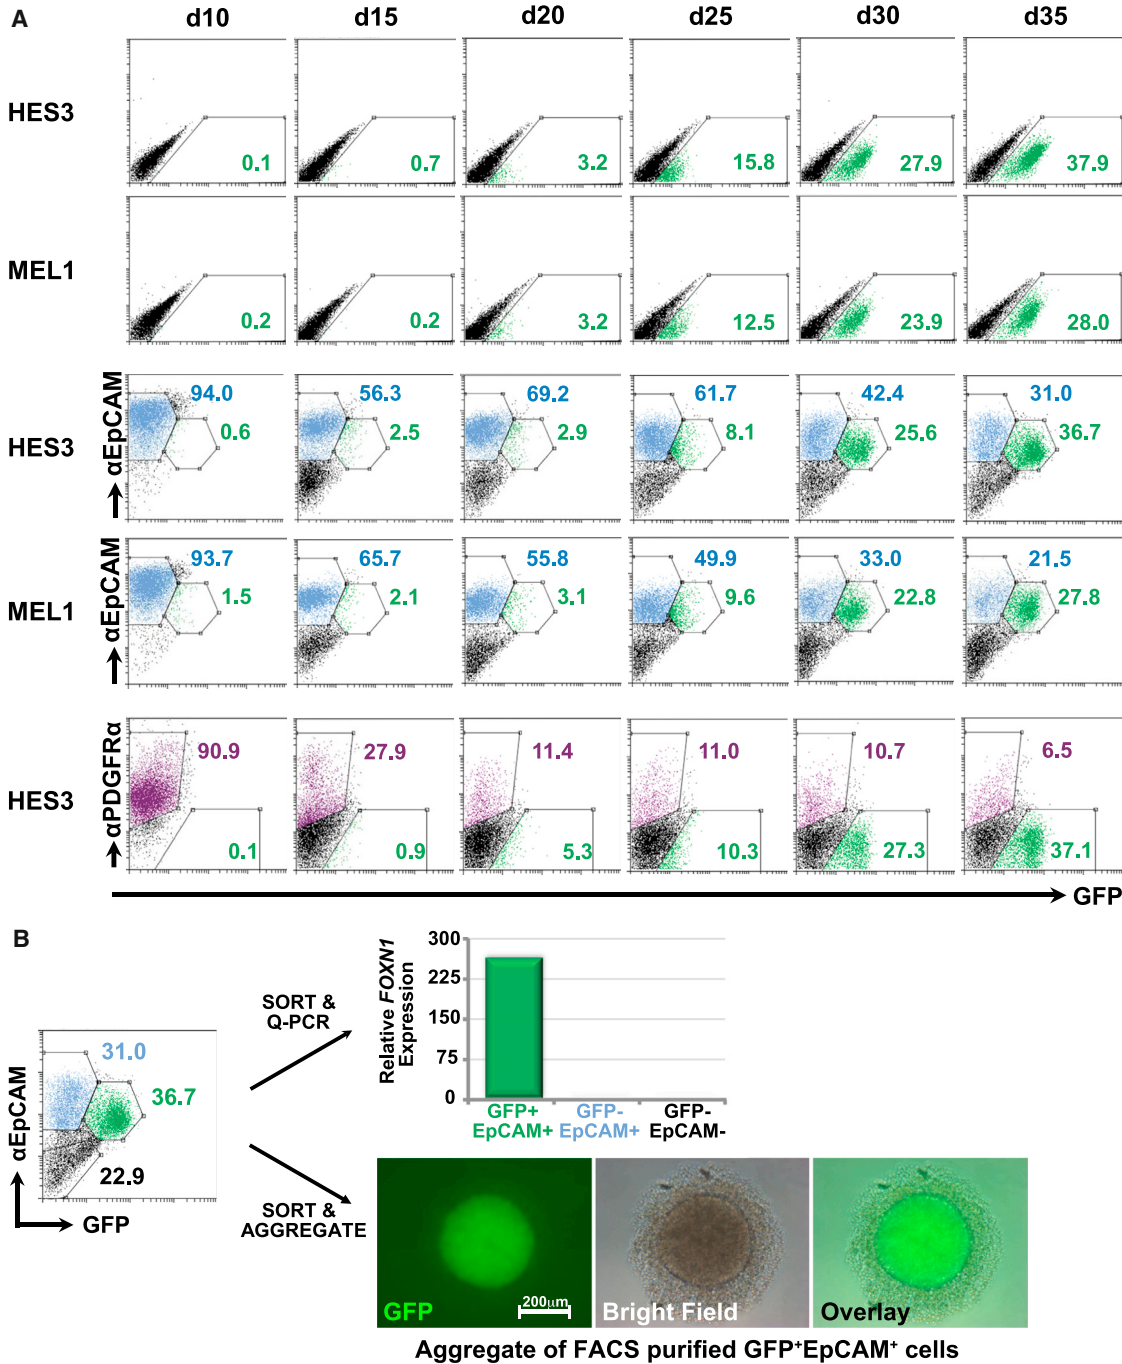 A
d10 d15 d20 d25 d30 d35
HES3
0.1 0.7 3.2 15.8 27.9 37.9
MEL1
0.2 0.2 3.2 12.5 23.9 28.0
HES3
αEpCAM
94.0 56.3 69.2 61.7 42.4 31.0
0.6 2.5 2.9 8.1 25.6 36.7
MEL1
αEpCAM
93.7 65.7 55.8 49.9 33.0 21.5
1.5 2.1 3.1 9.6 22.8 27.8
HES3
αPDGFRα
90.9 27.9 11.4 11.0 10.7 6.5
0.1 0.9 5.3 10.3 27.3 37.1
GFP
B
αEpCAM
31.0
36.7
22.9
GFP
SORT &
Q-PCR
Relative FOXN1
Expression
300
225
150
75
0
GFP+ GFP- GFP-
EpCAM+ EpCAM+ EpCAM-
SORT &
AGGREGATE
GFP
200μm
Bright Field
Overlay
Aggregate of FACS purified GFP⁺EpCAM⁺ cells